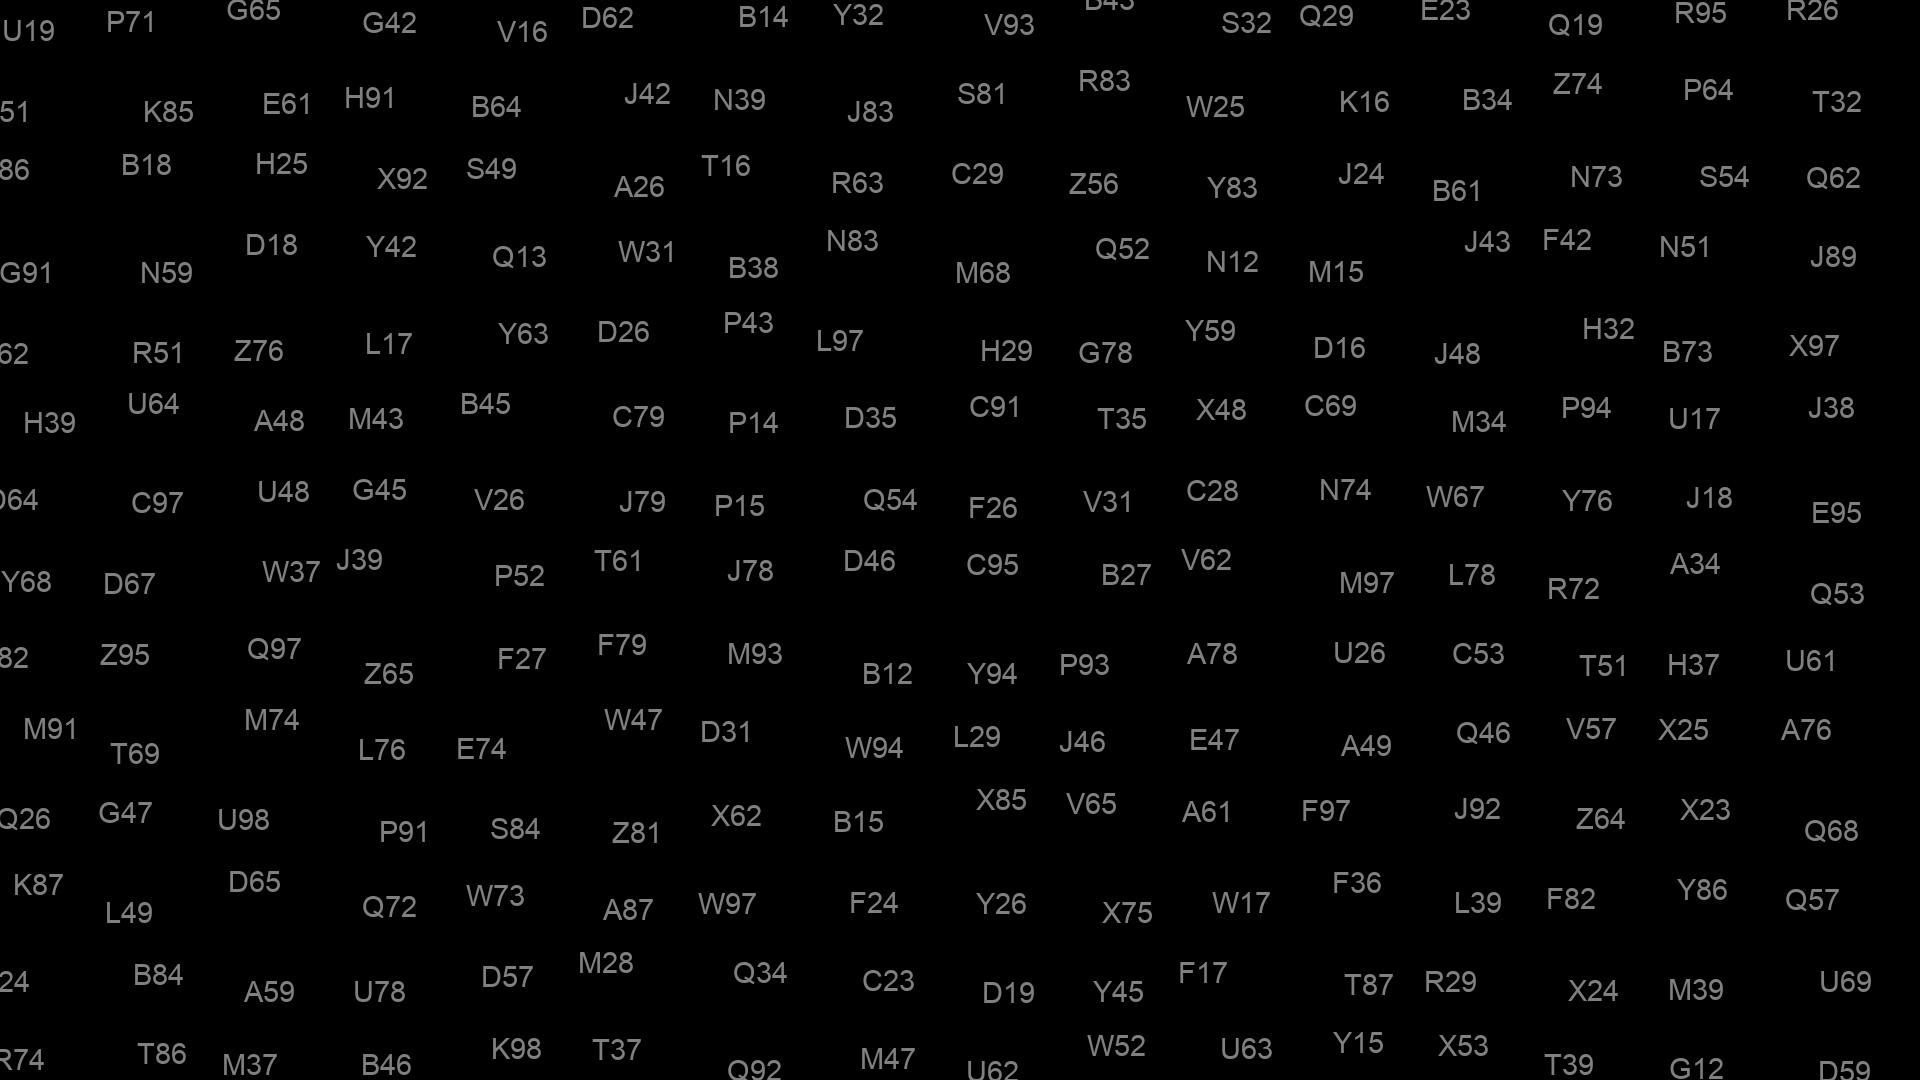 U19 P71 G65 G42 V16 D62 B14 Y32 V93 B43 S32 Q29 E23 Q19 R95 R26
51 K85 E61 H91 B64 J42 N39 J83 S81 R83 W25 K16 B34 Z74 P64 T32
86 B18 H25 X92 S49 A26 T16 R63 C29 Z56 Y83 J24 B61 N73 S54 Q62
G91 N59 D18 Y42 Q13 W31 B38 N83 M68 Q52 N12 M15 J43 F42 N51 J89
62 R51 Z76 L17 Y63 D26 P43 L97 H29 G78 Y59 D16 J48 H32 B73 X97
H39 U64 A48 M43 B45 C79 P14 D35 C91 T35 X48 C69 M34 P94 U17 J38
64 C97 U48 G45 V26 J79 P15 Q54 F26 V31 C28 N74 W67 Y76 J18 E95
Y68 D67 W37 J39 P52 T61 J78 D46 C95 B27 V62 M97 L78 R72 A34 Q53
82 Z95 Q97 Z65 F27 F79 M93 B12 Y94 P93 A78 U26 C53 T51 H37 U61
M91 T69 M74 L76 E74 W47 D31 W94 L29 J46 E47 A49 Q46 V57 X25 A76
Q26 G47 U98 P91 S84 Z81 X62 B15 X85 V65 A61 F97 J92 Z64 X23 Q68
K87 L49 D65 Q72 W73 A87 W97 F24 Y26 X75 W17 F36 L39 F82 Y86 Q57
24 B84 A59 U78 D57 M28 Q34 C23 D19 Y45 F17 T87 R29 X24 M39 U69
R74 T86 M37 B46 K98 T37 Q92 M47 U62 W52 U63 Y15 X53 T39 G12 D59